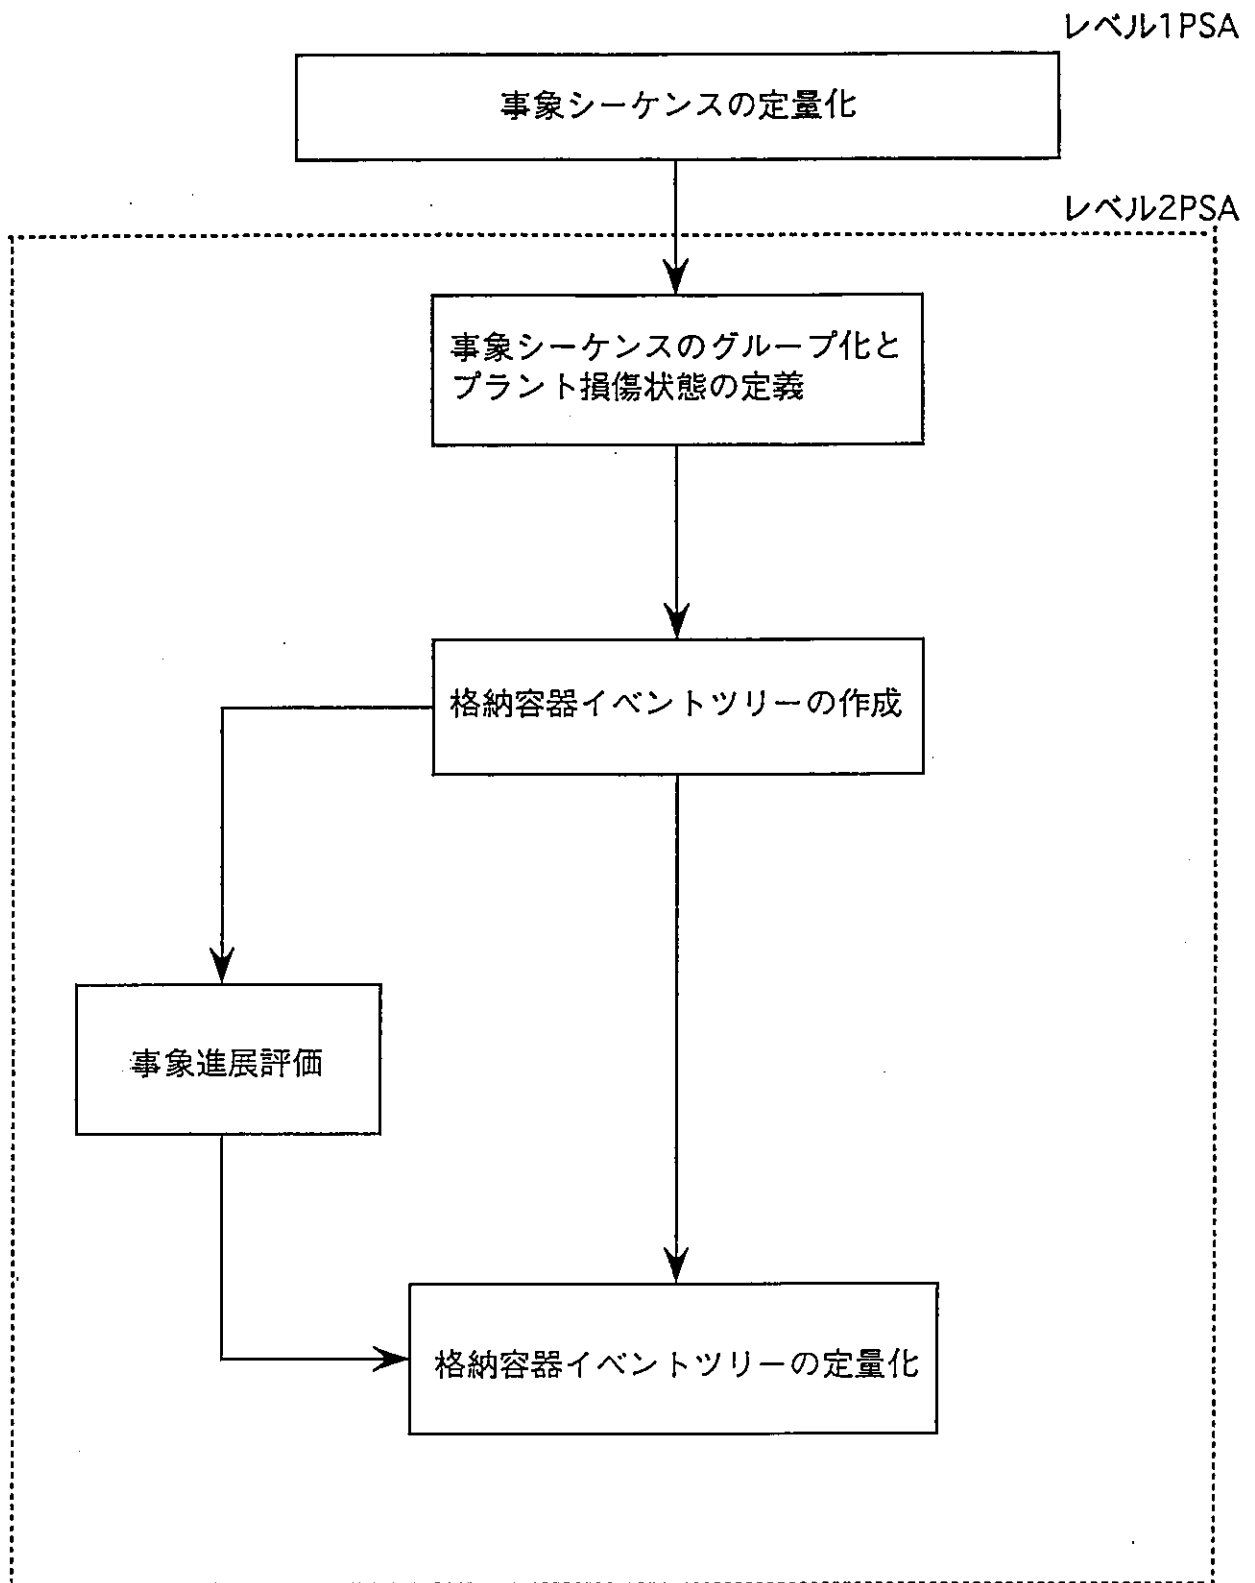 レベル1PSA
事象シーケンスの定量化
レベル2PSA
事象シーケンスのグループ化と
プラント損傷状態の定義
格納容器イベントツリーの作成
事象進展評価
格納容器イベントツリーの定量化